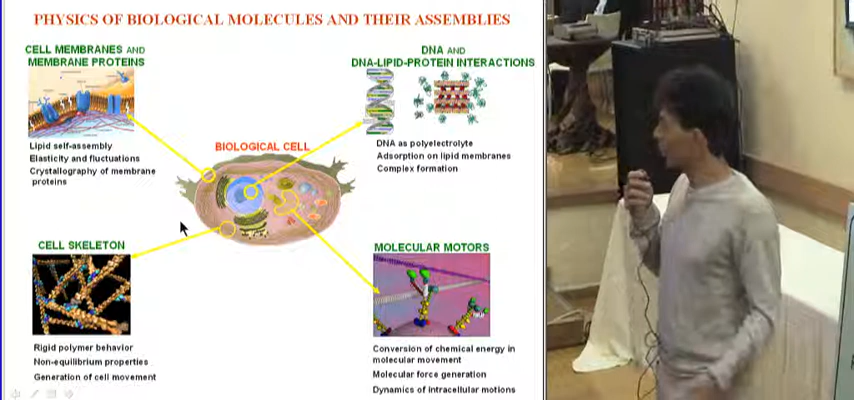 PHYSICS OF BIOLOGICAL MOLECULES AND THEIR ASSEMBLIES
CELL MEMBRANES AND
MEMBRANE PROTEINS
Lipid self-assembly
Elasticity and fluctuations
Crystallography of membrane
proteins
DNA AND
DNA-LIPID-PROTEIN INTERACTIONS
DNA as polyelectrolyte
Adsorption on lipid membranes
Complex formation
BIOLOGICAL CELL
CELL SKELETON
Rigid polymer behavior
Non-equilibrium properties
Generation of cell movement
MOLECULAR MOTORS
Conversion of chemical energy in
molecular movement
Molecular force generation
Dynamics of intracellular motions